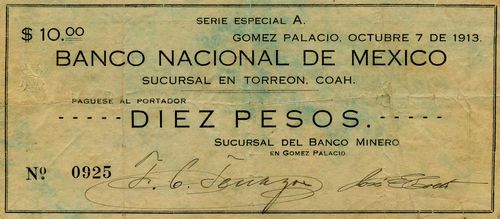 SERIE ESPECIAL A.
$ 10.00
GOMEZ PALACIO, OCTUBRE 7 DE 1913.
BANCO NACIONAL DE MEXICO
SUCURSAL EN TORREON, COAH.
PAGUESE AL PORTADOR
-----DIEZ PESOS.-----
SUCURSAL DEL BANCO MINERO
EN GOMEZ PALACIO
Nº 0925